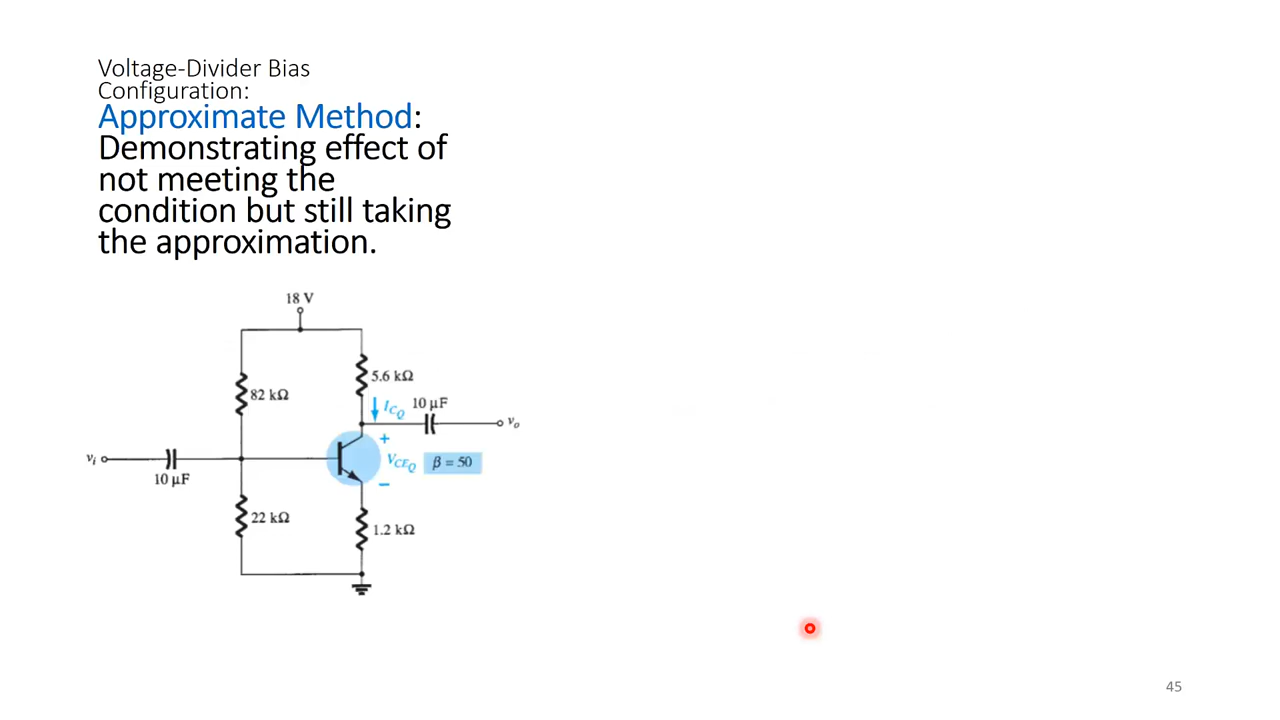 Voltage-Divider Bias
Configuration:
Approximate Method:
Demonstrating effect of
not meeting the
condition but still taking
the approximation.
18 V
5.6 kΩ
82 kΩ
I_CQ 10 µF
v_o
+
v_i
V_CEQ β = 50
10 µF
–
22 kΩ
1.2 kΩ
45